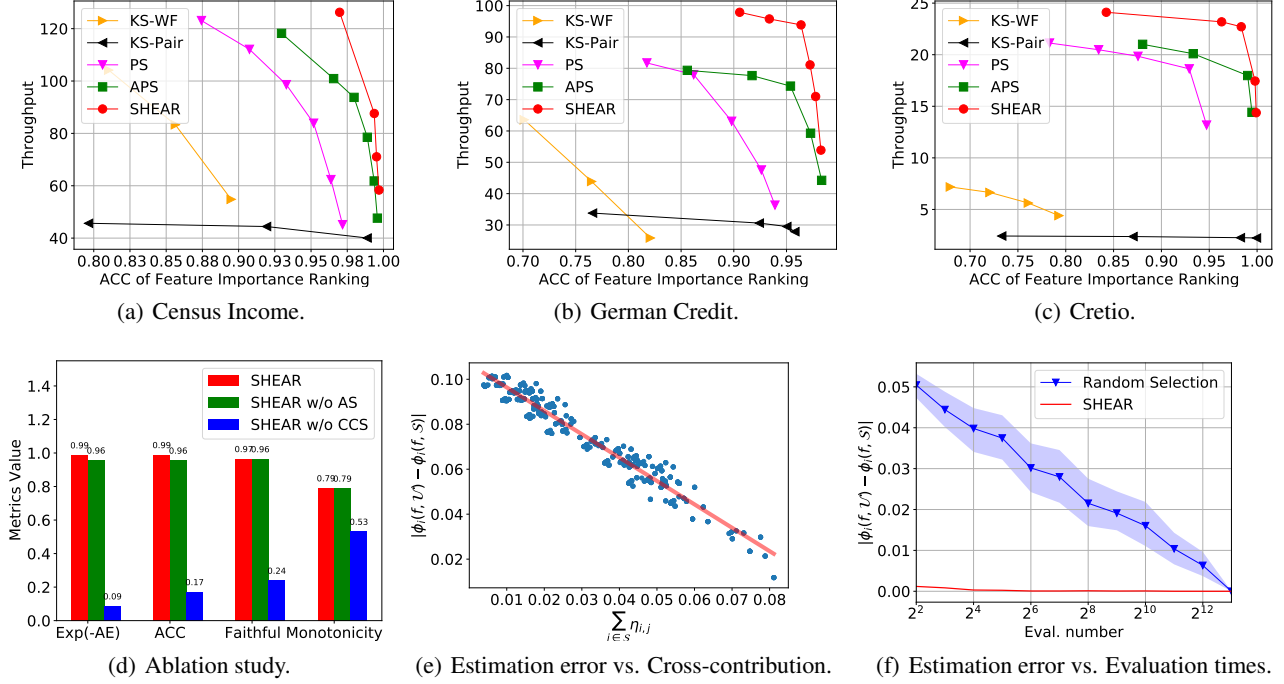 120
100
80
60
40
Throughput
KS-WF
KS-Pair
PS
APS
SHEAR
0.80 0.83 0.85 0.88 0.90 0.93 0.95 0.98 1.00
ACC of Feature Importance Ranking
(a) Census Income.
100
90
80
70
60
50
40
30
Throughput
KS-WF
KS-Pair
PS
APS
SHEAR
0.70 0.75 0.80 0.85 0.90 0.95
ACC of Feature Importance Ranking
(b) German Credit.
25
20
15
10
5
Throughput
KS-WF
KS-Pair
PS
APS
SHEAR
0.70 0.75 0.80 0.85 0.90 0.95 1.00
ACC of Feature Importance Ranking
(c) Cretio.
1.4
1.2
1.0
0.8
0.6
0.4
0.2
0.0
Metrics Value
SHEAR
SHEAR w/o AS
SHEAR w/o CCS
0.99 0.96 0.09
0.99 0.96 0.17
0.97 0.96 0.24
0.79 0.79 0.53
Exp(-AE) ACC Faithful Monotonicity
(d) Ablation study.
0.10
0.08
0.06
0.04
0.02
|ϕi(f, 𝒰) − ϕi(f, 𝒮)|
0.01 0.02 0.03 0.04 0.05 0.06 0.07 0.08
∑ ηi,j
i ∈ 𝒮
(e) Estimation error vs. Cross-contribution.
0.05
0.04
0.03
0.02
0.01
0.00
|ϕi(f, 𝒰) − ϕi(f, 𝒮)|
Random Selection
SHEAR
2^2 2^4 2^6 2^8 2^10 2^12
Eval. number
(f) Estimation error vs. Evaluation times.